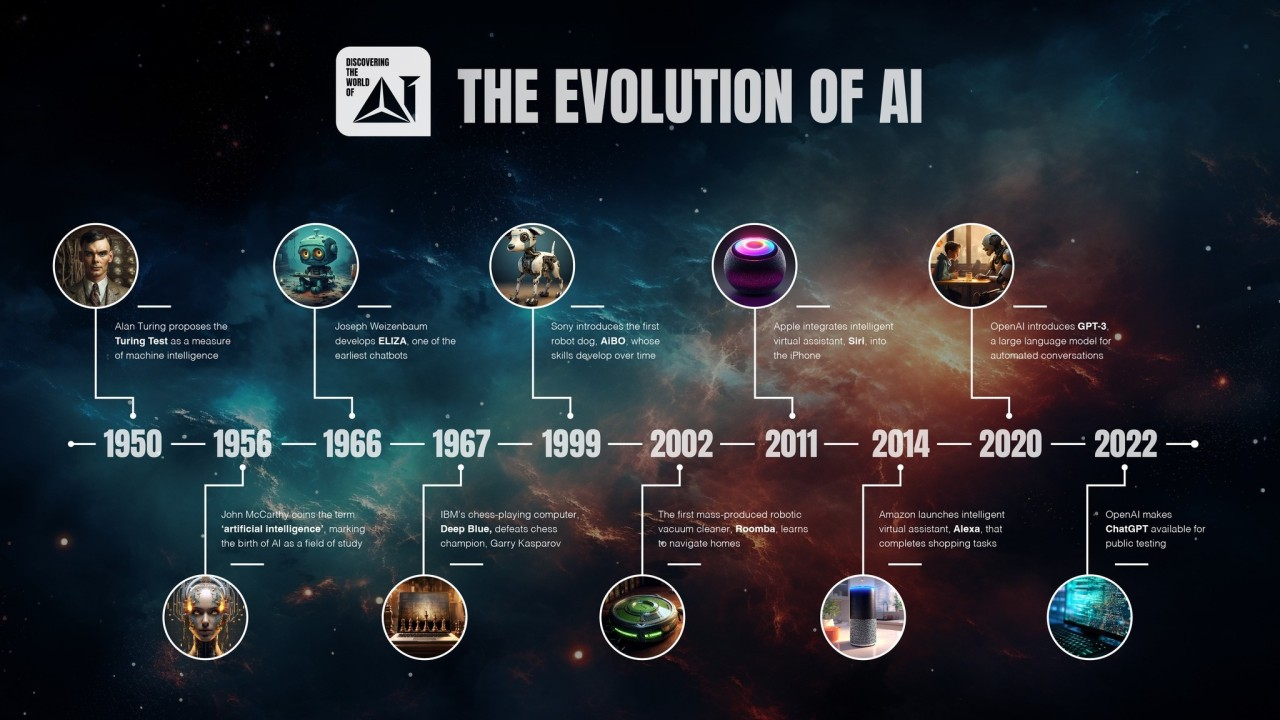 DISCOVERING
THE
WORLD
OF
AI
THE EVOLUTION OF AI
Alan Turing proposes the
Turing Test as a measure
of machine intelligence
Joseph Weizenbaum
develops ELIZA, one of the
earliest chatbots
Sony introduces the first
robot dog, AiBO, whose
skills develop over time
Apple integrates intelligent
virtual assistant, Siri, into
the iPhone
OpenAI introduces GPT-3,
a large language model for
automated conversations
1950 1956 1966 1967 1999 2002 2011 2014 2020 2022
John McCarthy coins the term
‘artificial intelligence’, marking
the birth of AI as a field of study
IBM's chess-playing computer,
Deep Blue, defeats chess
champion, Garry Kasparov
The first mass-produced robotic
vacuum cleaner, Roomba, learns
to navigate homes
Amazon launches intelligent
virtual assistant, Alexa, that
completes shopping tasks
OpenAI makes
ChatGPT available for
public testing